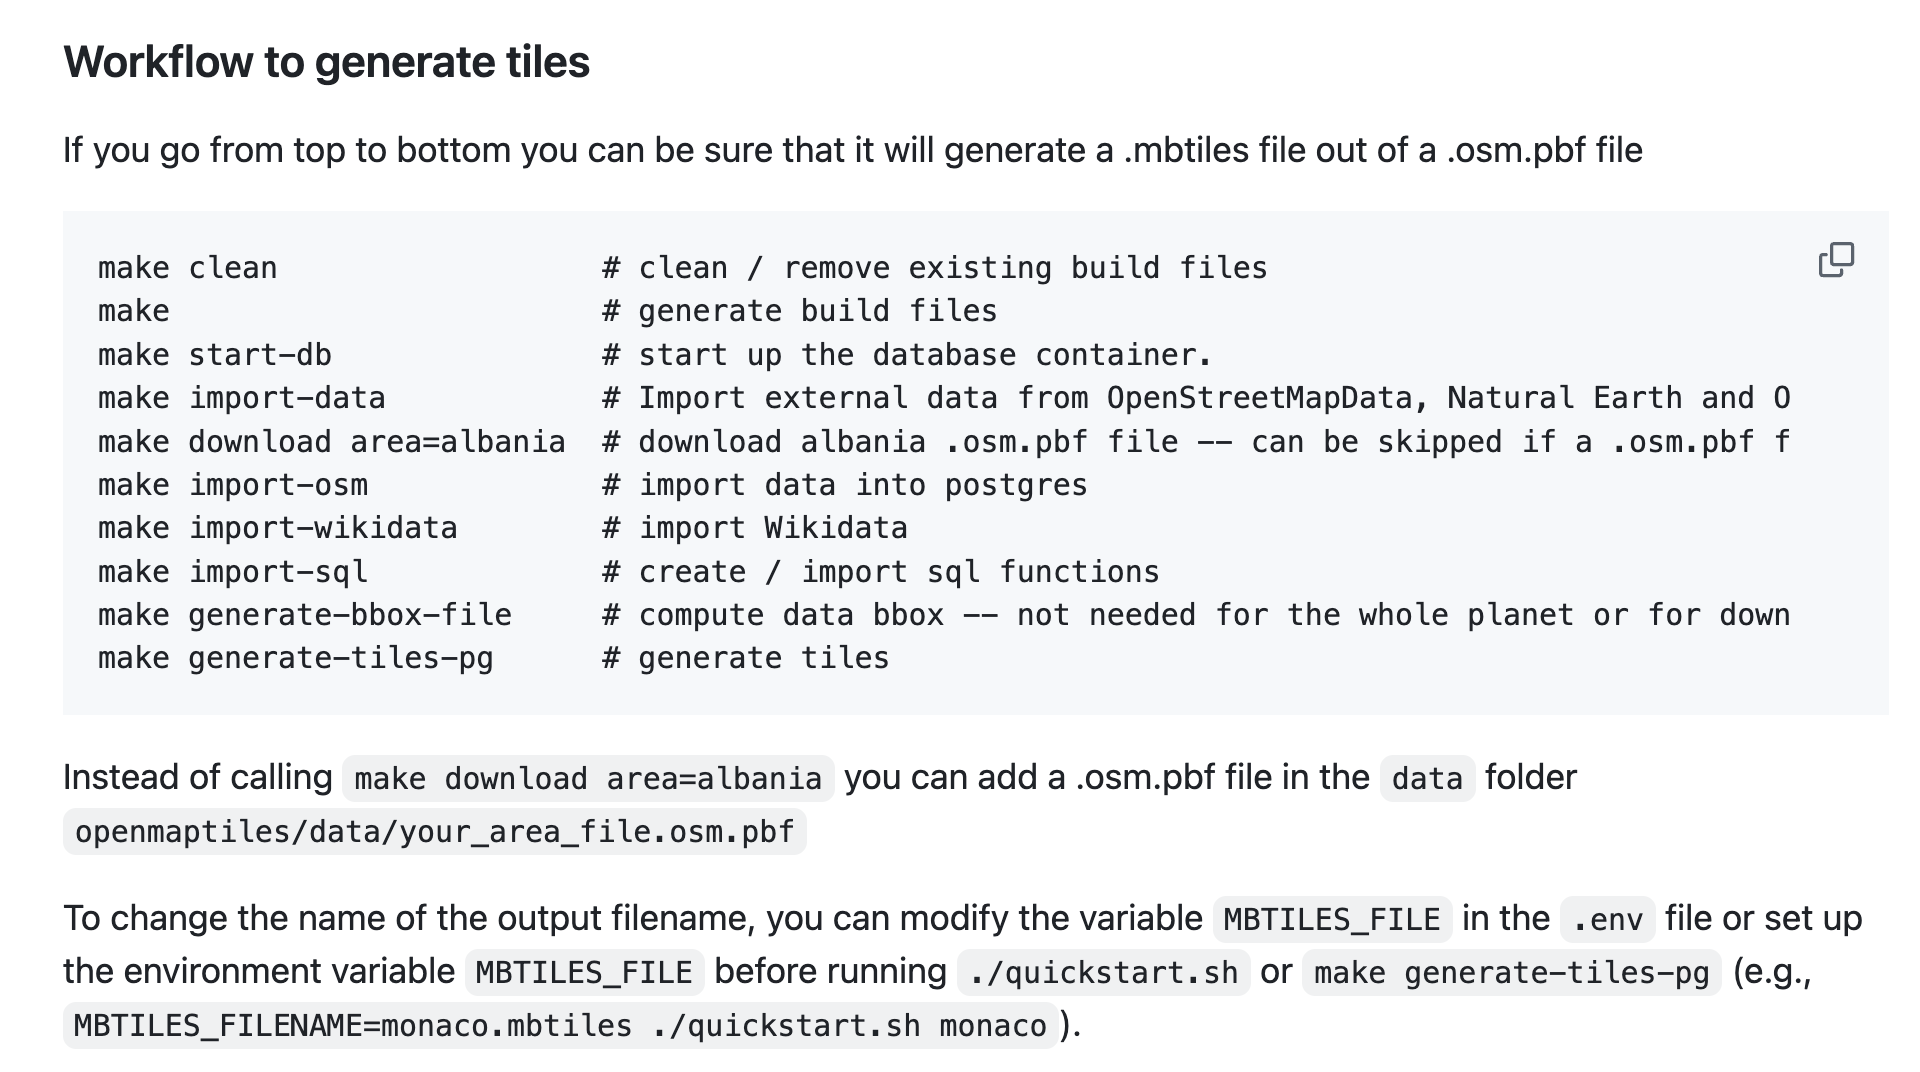 Workflow to generate tiles
If you go from top to bottom you can be sure that it will generate a .mbtiles file out of a .osm.pbf file
make clean                  # clean / remove existing build files
make                        # generate build files
make start-db               # start up the database container.
make import-data            # Import external data from OpenStreetMapData, Natural Earth and O
make download area=albania  # download albania .osm.pbf file -- can be skipped if a .osm.pbf f
make import-osm             # import data into postgres
make import-wikidata        # import Wikidata
make import-sql             # create / import sql functions
make generate-bbox-file     # compute data bbox -- not needed for the whole planet or for down
make generate-tiles-pg      # generate tiles
Instead of calling make download area=albania you can add a .osm.pbf file in the data folder
openmaptiles/data/your_area_file.osm.pbf
To change the name of the output filename, you can modify the variable MBTILES_FILE in the .env file or set up
the environment variable MBTILES_FILE before running ./quickstart.sh or make generate-tiles-pg (e.g.,
MBTILES_FILENAME=monaco.mbtiles ./quickstart.sh monaco ).